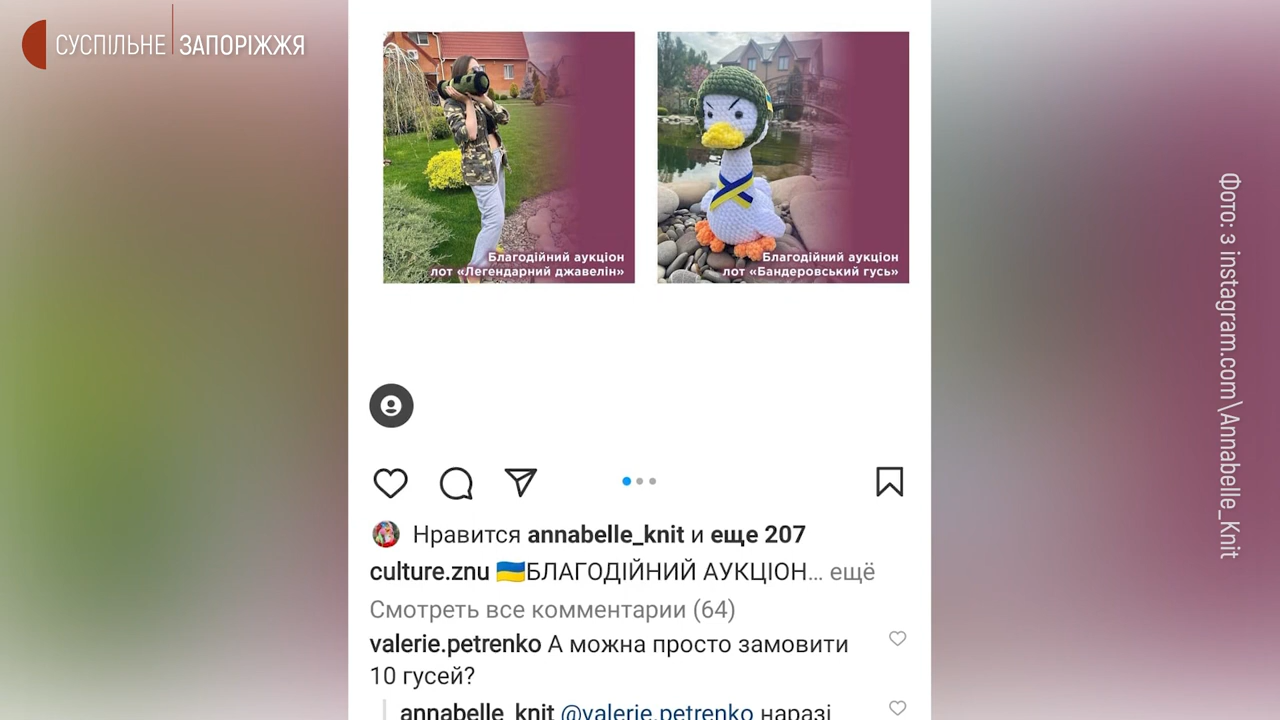 СУСПІЛЬНЕ ЗАПОРІЖЖЯ
Благодійний аукціон
лот «Легендарний джавелін»
Благодійний аукціон
лот «Бандеровський гусь»
Фото: з instagram.com\Annabelle_Knit
Нравится annabelle_knit и еще 207
culture.znu 🇺🇦БЛАГОДІЙНИЙ АУКЦІОН... ещё
Смотреть все комментарии (64)
valerie.petrenko А можна просто замовити
10 гусей?
annabelle_knit @valerie.petrenko наразі